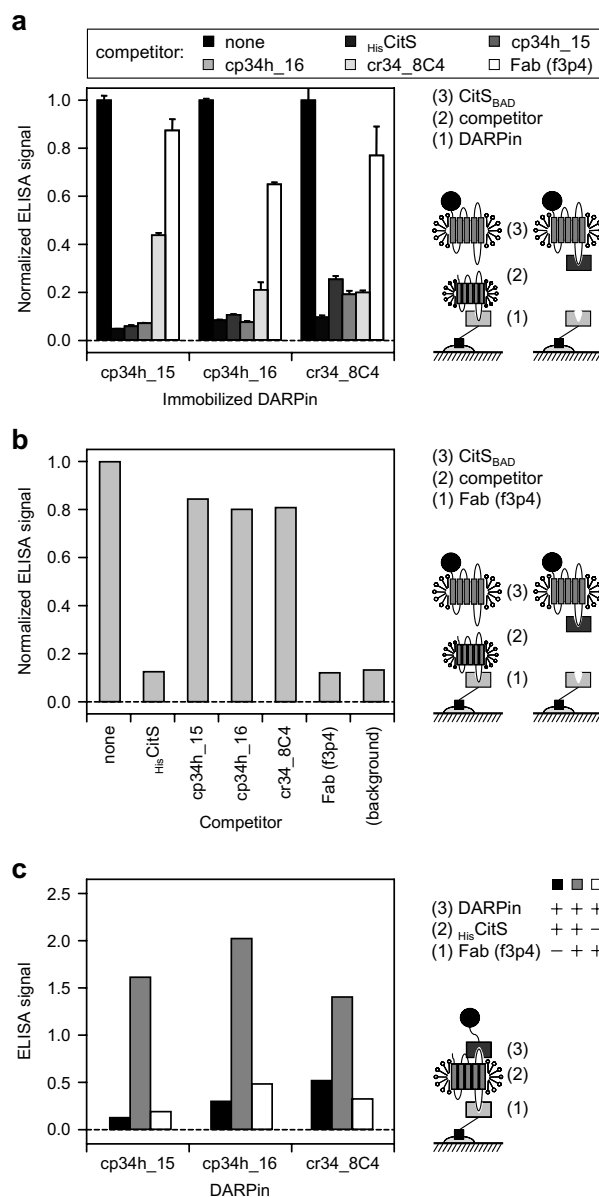 a
competitor: none HisCitS cp34h_15
cp34h_16 cr34_8C4 Fab (f3p4)
Normalized ELISA signal
1.0
0.8
0.6
0.4
0.2
0.0
cp34h_15 cp34h_16 cr34_8C4
Immobilized DARPin
(3) CitSBAD
(2) competitor
(1) DARPin
(3)
(2)
(1)
b
Normalized ELISA signal
1.0
0.8
0.6
0.4
0.2
0.0
none
HisCitS
cp34h_15
cp34h_16
cr34_8C4
Fab (f3p4)
(background)
Competitor
(3) CitSBAD
(2) competitor
(1) Fab (f3p4)
(3)
(2)
(1)
c
ELISA signal
2.5
2.0
1.5
1.0
0.5
0.0
cp34h_15 cp34h_16 cr34_8C4
DARPin
(3) DARPin + + +
(2) HisCitS + + −
(1) Fab (f3p4) − + +
(3)
(2)
(1)